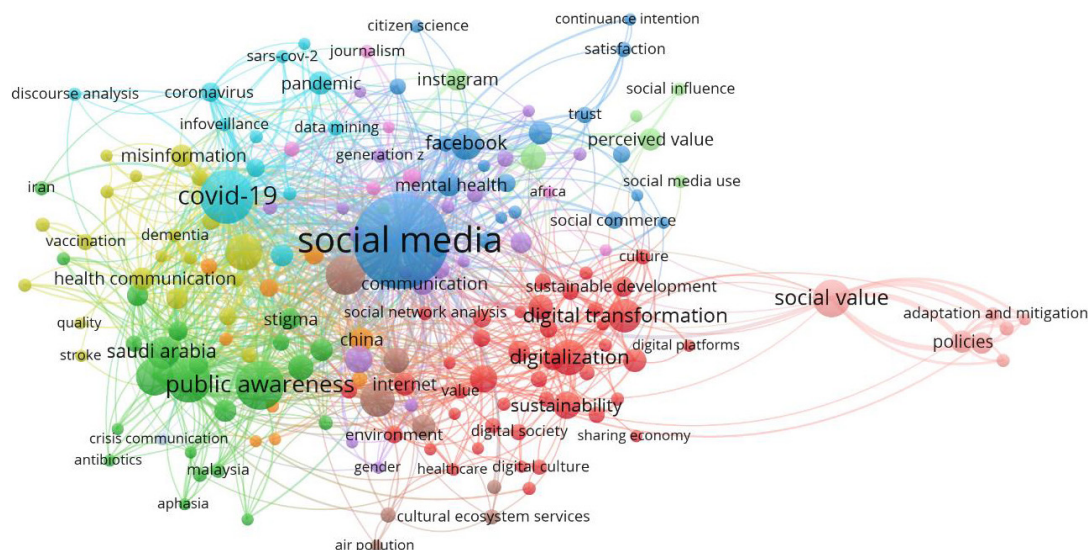 continuance intention
citizen science
journalism
satisfaction
sars-cov-2
pandemic
instagram
social influence
discourse analysis
coronavirus
trust
infoveillance
data mining
facebook
perceived value
misinformation
generation z
iran
mental health
africa
social media use
covid-19
social commerce
dementia
vaccination
social media
culture
health communication
communication
sustainable development
social value
social network analysis
adaptation and mitigation
quality
stigma
digital transformation
china
policies
stroke
saudi arabia
digitalization
digital platforms
public awareness
internet
value
sustainability
crisis communication
environment
digital society
sharing economy
antibiotics
malaysia
gender
healthcare
digital culture
aphasia
cultural ecosystem services
air pollution